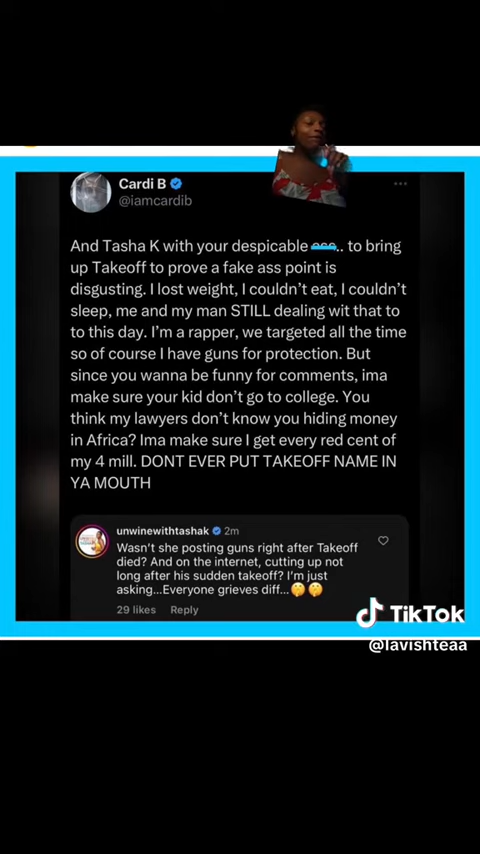 Cardi B
@iamcardib
And Tasha K with your despicable ass.. to bring
up Takeoff to prove a fake ass point is
disgusting. I lost weight, I couldn't eat, I couldn't
sleep, me and my man STILL dealing wit that to
to this day. I'm a rapper, we targeted all the time
so of course I have guns for protection. But
since you wanna be funny for comments, ima
make sure your kid don't go to college. You
think my lawyers don't know you hiding money
in Africa? Ima make sure I get every red cent of
my 4 mill. DONT EVER PUT TAKEOFF NAME IN
YA MOUTH
unwinewithtashak 2m
Wasn't she posting guns right after Takeoff
died? And on the internet, cutting up not
long after his sudden takeoff? I'm just
asking...Everyone grieves diff...🤫🤫
29 likes Reply
TikTok
@lavishteaa